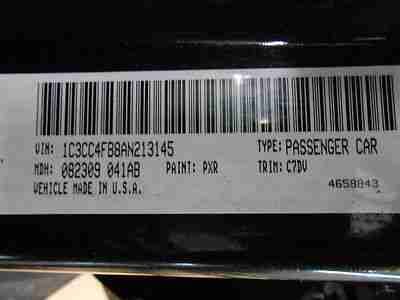 VIN: 1C3CC4FB8AN213145 TYPE: PASSENGER CAR
MDH: 082309 041AB PAINT: PXR TRIM: C7DV
VEHICLE MADE IN U.S.A. 4658843